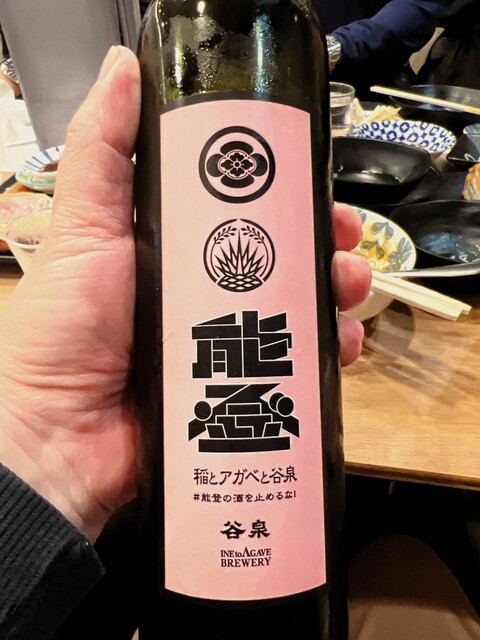 能登
稲とアガベと谷泉
#能登の酒を止めるな!
谷泉
INE to AGAVE
BREWERY